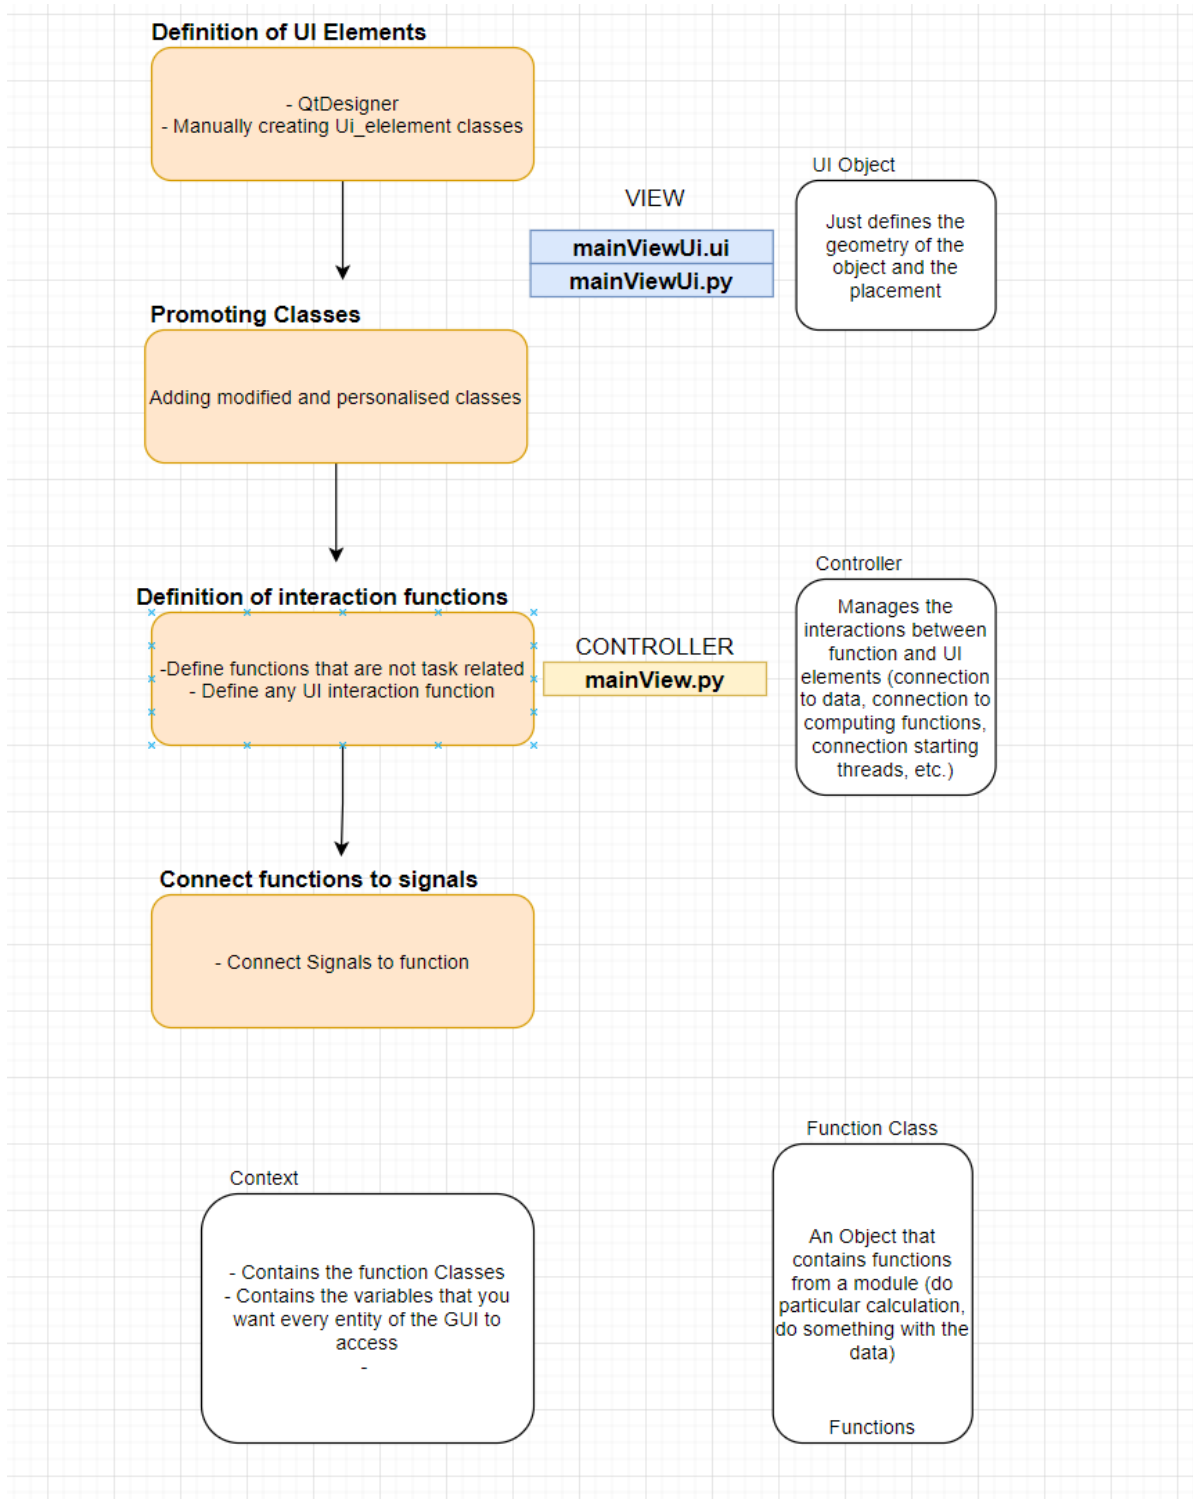 Definition of UI Elements
- QtDesigner
- Manually creating Ui_elelement classes
UI Object
Just defines the
geometry of the
object and the
placement
VIEW
mainViewUi.ui
mainViewUi.py
Promoting Classes
Adding modified and personalised classes
Controller
Manages the
interactions between
function and UI
elements (connection
to data, connection to
computing functions,
connection starting
threads, etc.)
Definition of interaction functions
-Define functions that are not task related
- Define any UI interaction function
CONTROLLER
mainView.py
Connect functions to signals
- Connect Signals to function
Function Class
An Object that
contains functions
from a module (do
particular calculation,
do something with the
data)
Functions
Context
- Contains the function Classes
- Contains the variables that you
want every entity of the GUI to
access
-